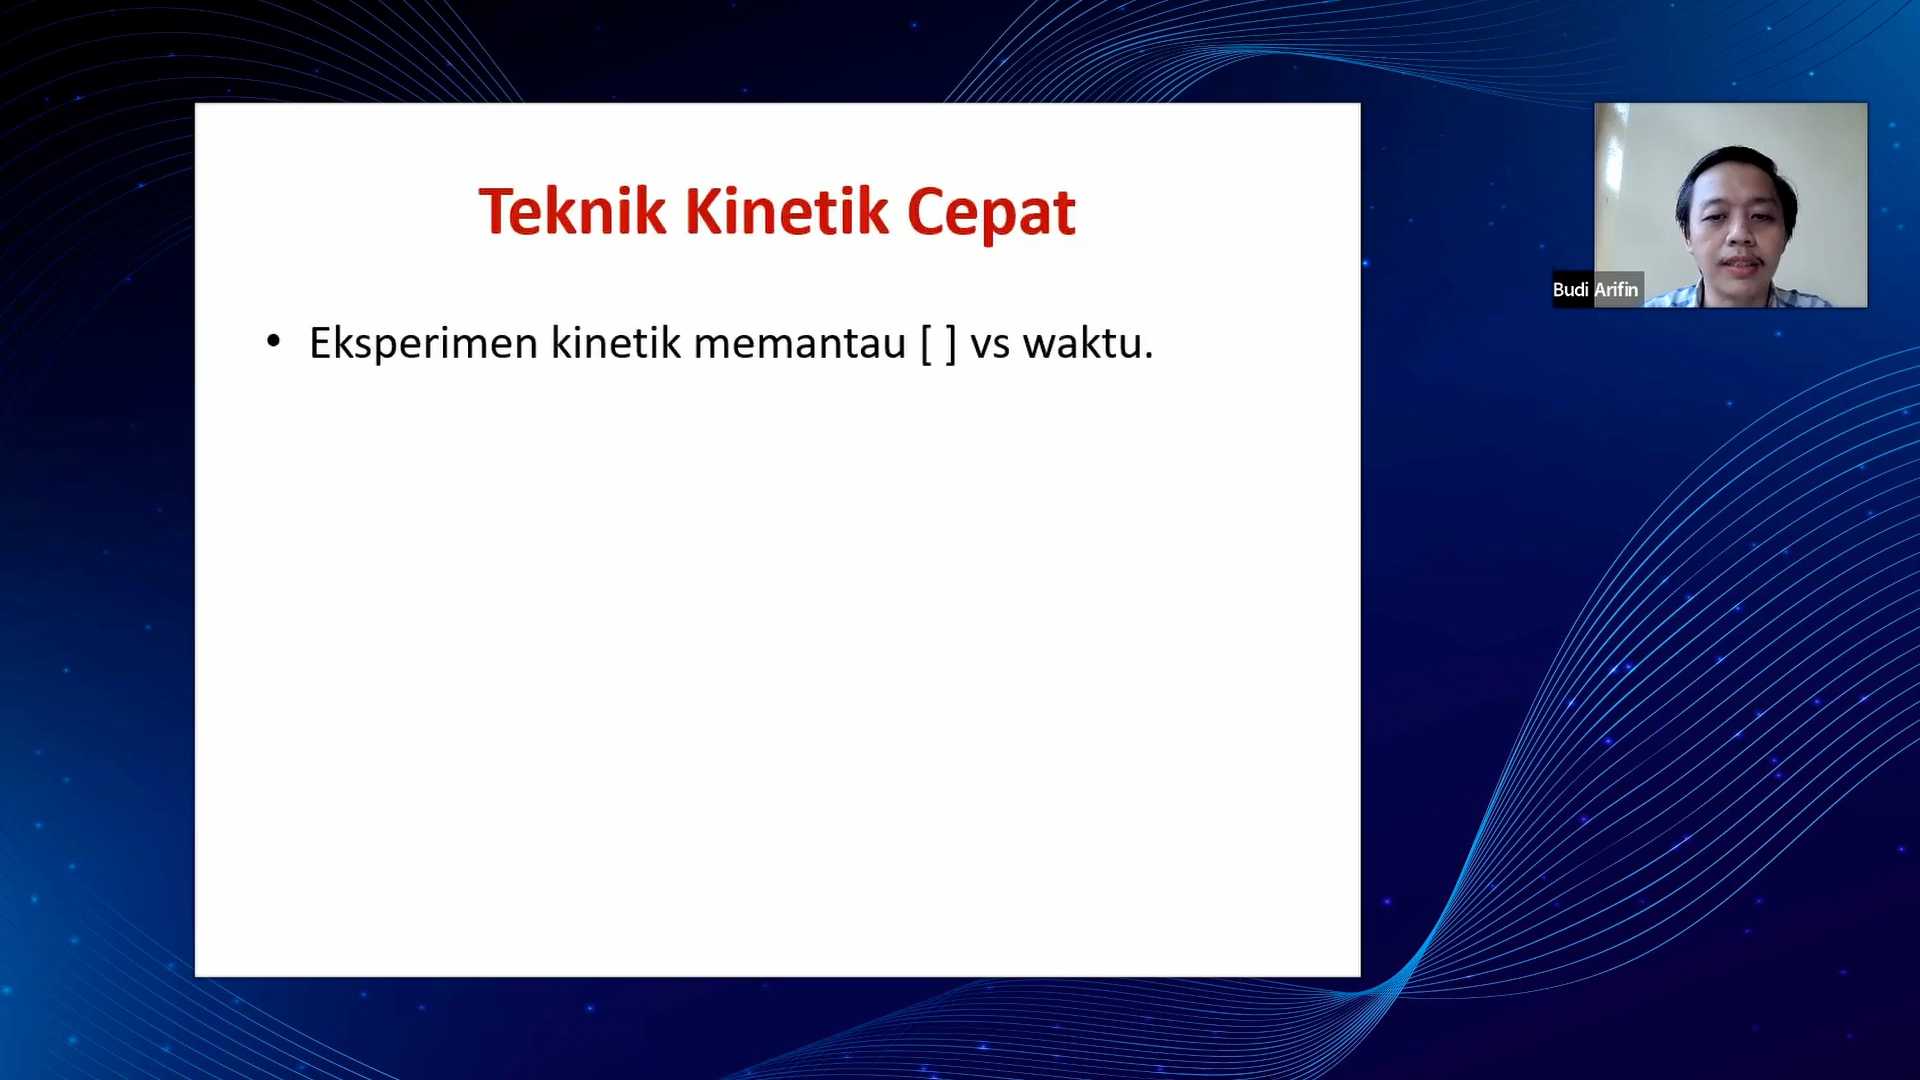 Teknik Kinetik Cepat
• Eksperimen kinetik memantau [ ] vs waktu.
Budi Arifin